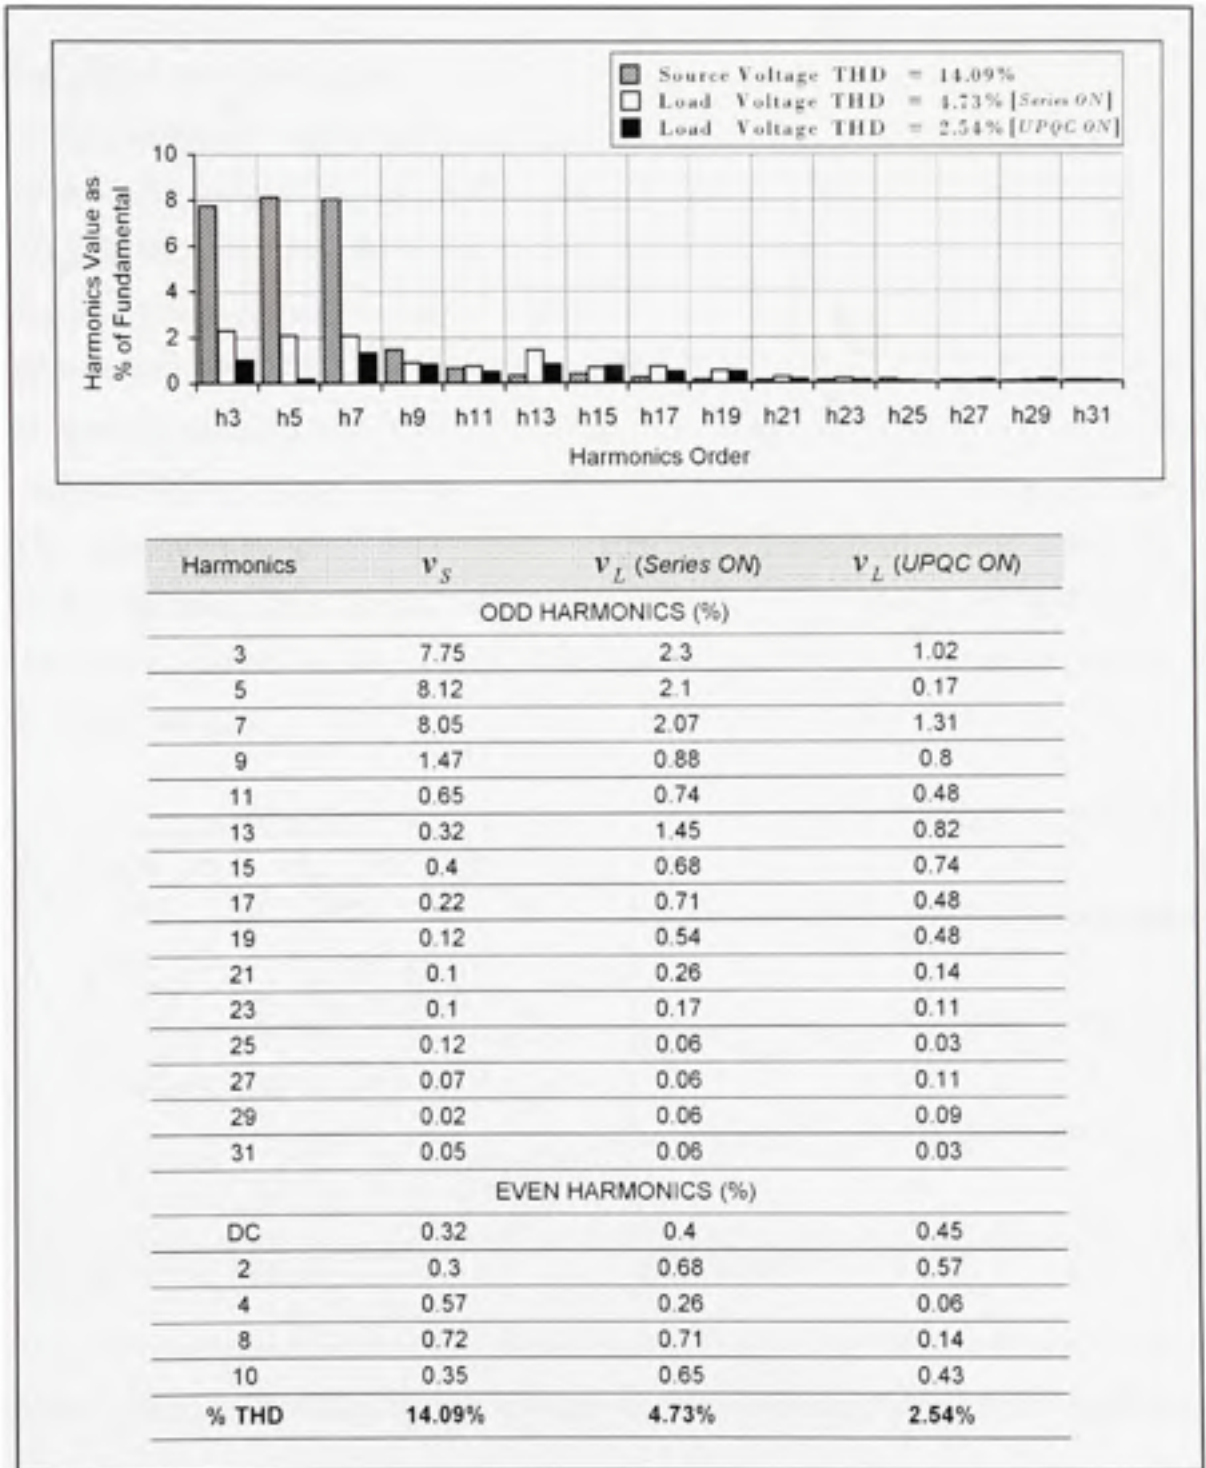 Source Voltage THD = 14.09%
Load Voltage THD = 4.73% [Series ON]
Load Voltage THD = 2.54% [UPQC ON]
Harmonics Value as
% of Fundamental
10
8
6
4
2
0
h3 h5 h7 h9 h11 h13 h15 h17 h19 h21 h23 h25 h27 h29 h31
Harmonics Order
Harmonics v_S v_L (Series ON) v_L (UPQC ON)
ODD HARMONICS (%)
3 7.75 2.3 1.02
5 8.12 2.1 0.17
7 8.05 2.07 1.31
9 1.47 0.88 0.8
11 0.65 0.74 0.48
13 0.32 1.45 0.82
15 0.4 0.68 0.74
17 0.22 0.71 0.48
19 0.12 0.54 0.48
21 0.1 0.26 0.14
23 0.1 0.17 0.11
25 0.12 0.06 0.03
27 0.07 0.06 0.11
29 0.02 0.06 0.09
31 0.05 0.06 0.03
EVEN HARMONICS (%)
DC 0.32 0.4 0.45
2 0.3 0.68 0.57
4 0.57 0.26 0.06
8 0.72 0.71 0.14
10 0.35 0.65 0.43
% THD 14.09% 4.73% 2.54%